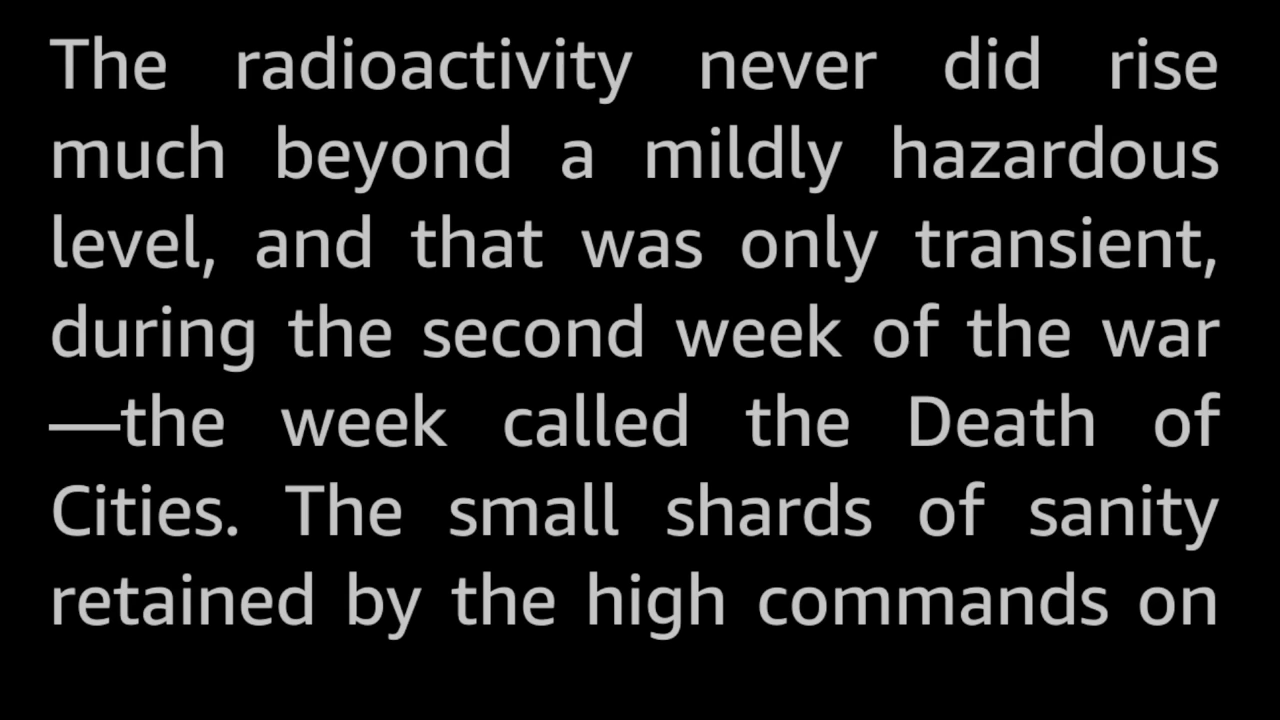 The radioactivity never did rise
much beyond a mildly hazardous
level, and that was only transient,
during the second week of the war
—the week called the Death of
Cities. The small shards of sanity
retained by the high commands on